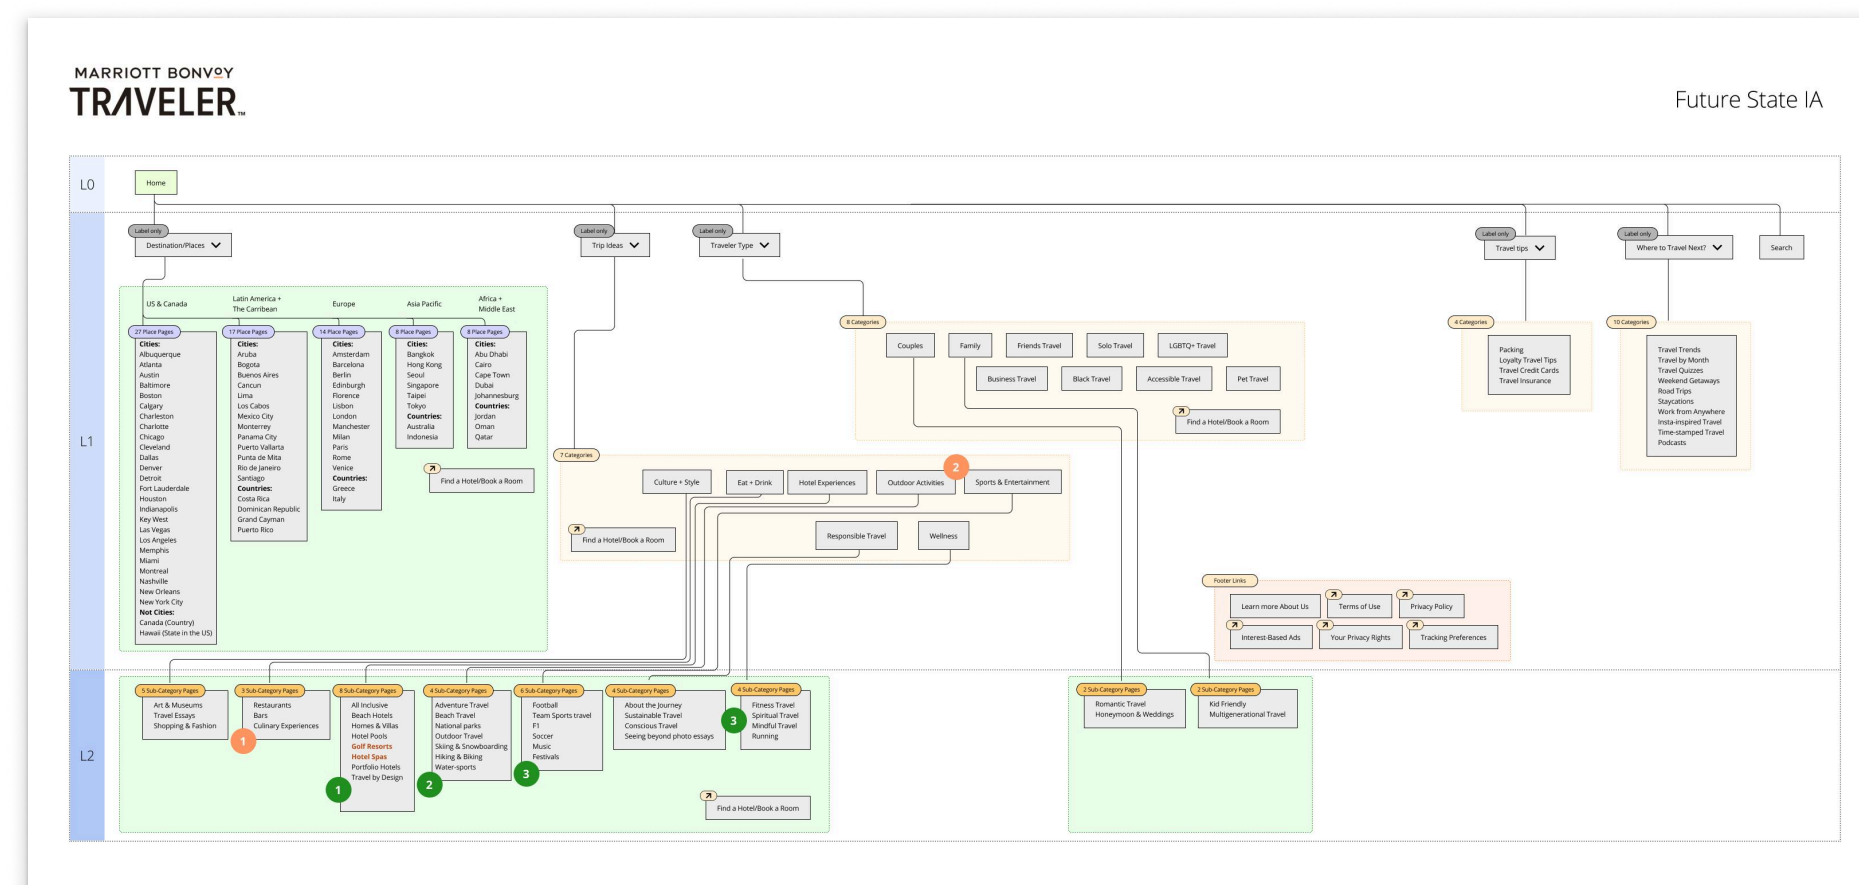 MARRIOTT BONVOY
TRAVELER™
Future State IA
L0
Home
L1
Label only
Destination/Places
Label only
Trip Ideas
Label only
Traveler Type
Label only
Travel tips
Label only
Where to Travel Next?
Search
US & Canada
Latin America +
The Carribean
Europe
Asia Pacific
Africa +
Middle East
27 Place Pages
Cities:
Albuquerque
Atlanta
Austin
Baltimore
Boston
Calgary
Charleston
Charlotte
Chicago
Cleveland
Dallas
Denver
Detroit
Fort Lauderdale
Houston
Indianapolis
Key West
Las Vegas
Los Angeles
Memphis
Miami
Montreal
Nashville
New Orleans
New York City
Not Cities:
Canada (Country)
Hawaii (State in the US)
17 Place Pages
Cities:
Aruba
Bogota
Buenos Aires
Cancun
Lima
Los Cabos
Mexico City
Monterrey
Panama City
Puerto Vallarta
Punta de Mita
Rio de Janeiro
Santiago
Countries:
Costa Rica
Dominican Republic
Grand Cayman
Puerto Rico
14 Place Pages
Cities:
Amsterdam
Barcelona
Berlin
Edinburgh
Florence
Lisbon
London
Manchester
Milan
Paris
Rome
Venice
Countries:
Greece
Italy
8 Place Pages
Cities:
Bangkok
Hong Kong
Seoul
Singapore
Taipei
Tokyo
Countries:
Australia
Indonesia
8 Place Pages
Cities:
Abu Dhabi
Cairo
Cape Town
Dubai
Johannesburg
Countries:
Jordan
Oman
Qatar
Find a Hotel/Book a Room
7 Categories
Culture + Style
Eat + Drink
Hotel Experiences
Outdoor Activities
2
Sports & Entertainment
Find a Hotel/Book a Room
Responsible Travel
Wellness
8 Categories
Couples
Family
Friends Travel
Solo Travel
LGBTQ+ Travel
Business Travel
Black Travel
Accessible Travel
Pet Travel
Find a Hotel/Book a Room
4 Categories
Packing
Loyalty Travel Tips
Travel Credit Cards
Travel Insurance
10 Categories
Travel Trends
Travel by Month
Travel Quizzes
Weekend Getaways
Road Trips
Staycations
Work from Anywhere
Insta-inspired Travel
Time-stamped Travel
Podcasts
Footer Links
Learn more About Us
Terms of Use
Privacy Policy
Interest-Based Ads
Your Privacy Rights
Tracking Preferences
L2
5 Sub-Category Pages
Art & Museums
Travel Essays
Shopping & Fashion
3 Sub-Category Pages
Restaurants
Bars
Culinary Experiences
1
8 Sub-Category Pages
All Inclusive
Beach Hotels
Homes & Villas
Hotel Pools
Golf Resorts
Hotel Spas
Portfolio Hotels
Travel by Design
1
4 Sub-Category Pages
Adventure Travel
Beach Travel
National parks
Outdoor Travel
Skiing & Snowboarding
Hiking & Biking
Water-sports
2
6 Sub-Category Pages
Football
Team Sports travel
F1
Soccer
Music
Festivals
3
4 Sub-Category Pages
About the Journey
Sustainable Travel
Conscious Travel
Seeing beyond photo essays
4 Sub-Category Pages
Fitness Travel
Spiritual Travel
Mindful Travel
Running
3
Find a Hotel/Book a Room
2 Sub-Category Pages
Romantic Travel
Honeymoon & Weddings
2 Sub-Category Pages
Kid Friendly
Multigenerational Travel